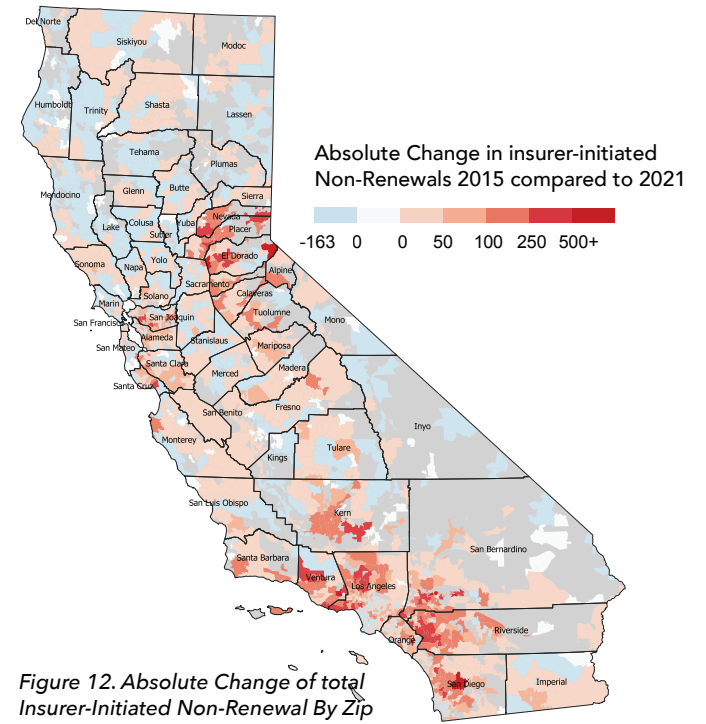 Del Norte
Siskiyou
Modoc
Humboldt
Trinity
Shasta
Lassen
Absolute Change in insurer-initiated
Non-Renewals 2015 compared to 2021
-163 0 0 50 100 250 500+
Tehama
Plumas
Mendocino
Glenn
Butte
Sierra
Lake
Colusa
Sutter
Yuba
Nevada
Placer
Sonoma
Napa
Yolo
El Dorado
Alpine
Sacramento
Marin
Solano
Calaveras
San Francisco
San Joaquin
Tuolumne
Mono
Alameda
San Mateo
Stanislaus
Mariposa
Santa Clara
Merced
Madera
Santa Cruz
San Benito
Fresno
Inyo
Monterey
Kings
Tulare
San Luis Obispo
Kern
San Bernardino
Santa Barbara
Ventura
Los Angeles
Orange
Riverside
San Diego
Imperial
Figure 12. Absolute Change of total
Insurer-Initiated Non-Renewal By Zip